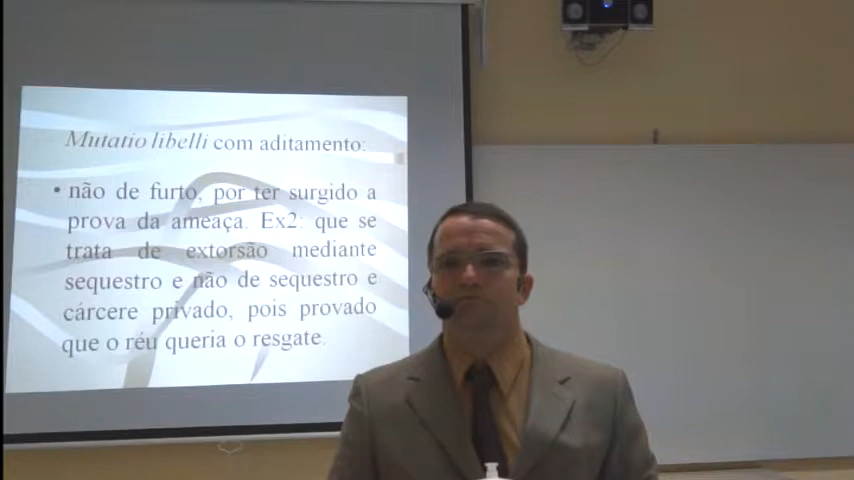 Mutatio libelli com aditamento:
• não de furto, por ter surgido a
prova da ameaça. Ex2: que se
trata de extorsão mediante
sequestro e não de sequestro e
cárcere privado, pois provado
que o réu queria o resgate.